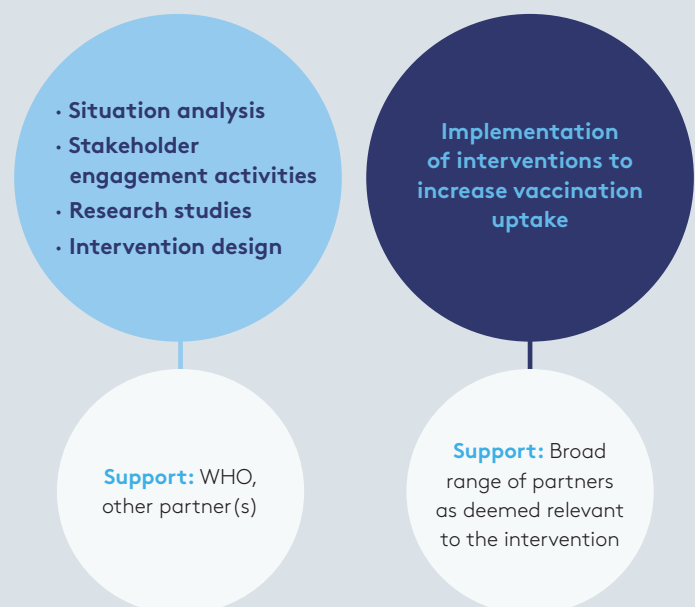 · Situation analysis
· Stakeholder
engagement activities
· Research studies
· Intervention design
Implementation
of interventions to
increase vaccination
uptake
Support: WHO,
other partner(s)
Support: Broad
range of partners
as deemed relevant
to the intervention